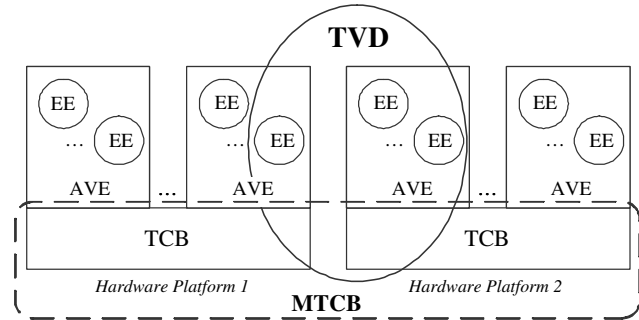 TVD
EE EE EE EE
EE EE EE EE
... ... ... ...
AVE ... AVE AVE ... AVE
TCB TCB
Hardware Platform 1 Hardware Platform 2
MTCB